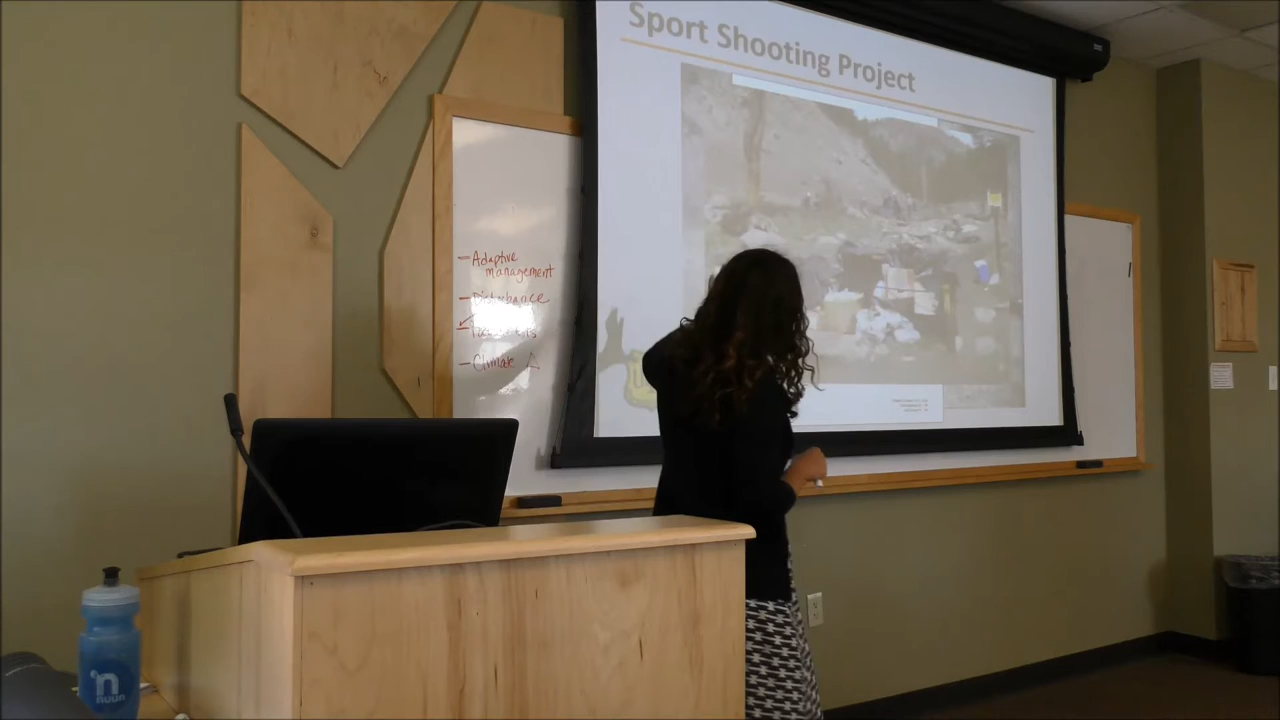 Sport Shooting Project
– Adaptive
management
– Disturbance
– Climate Δ
n
nuun